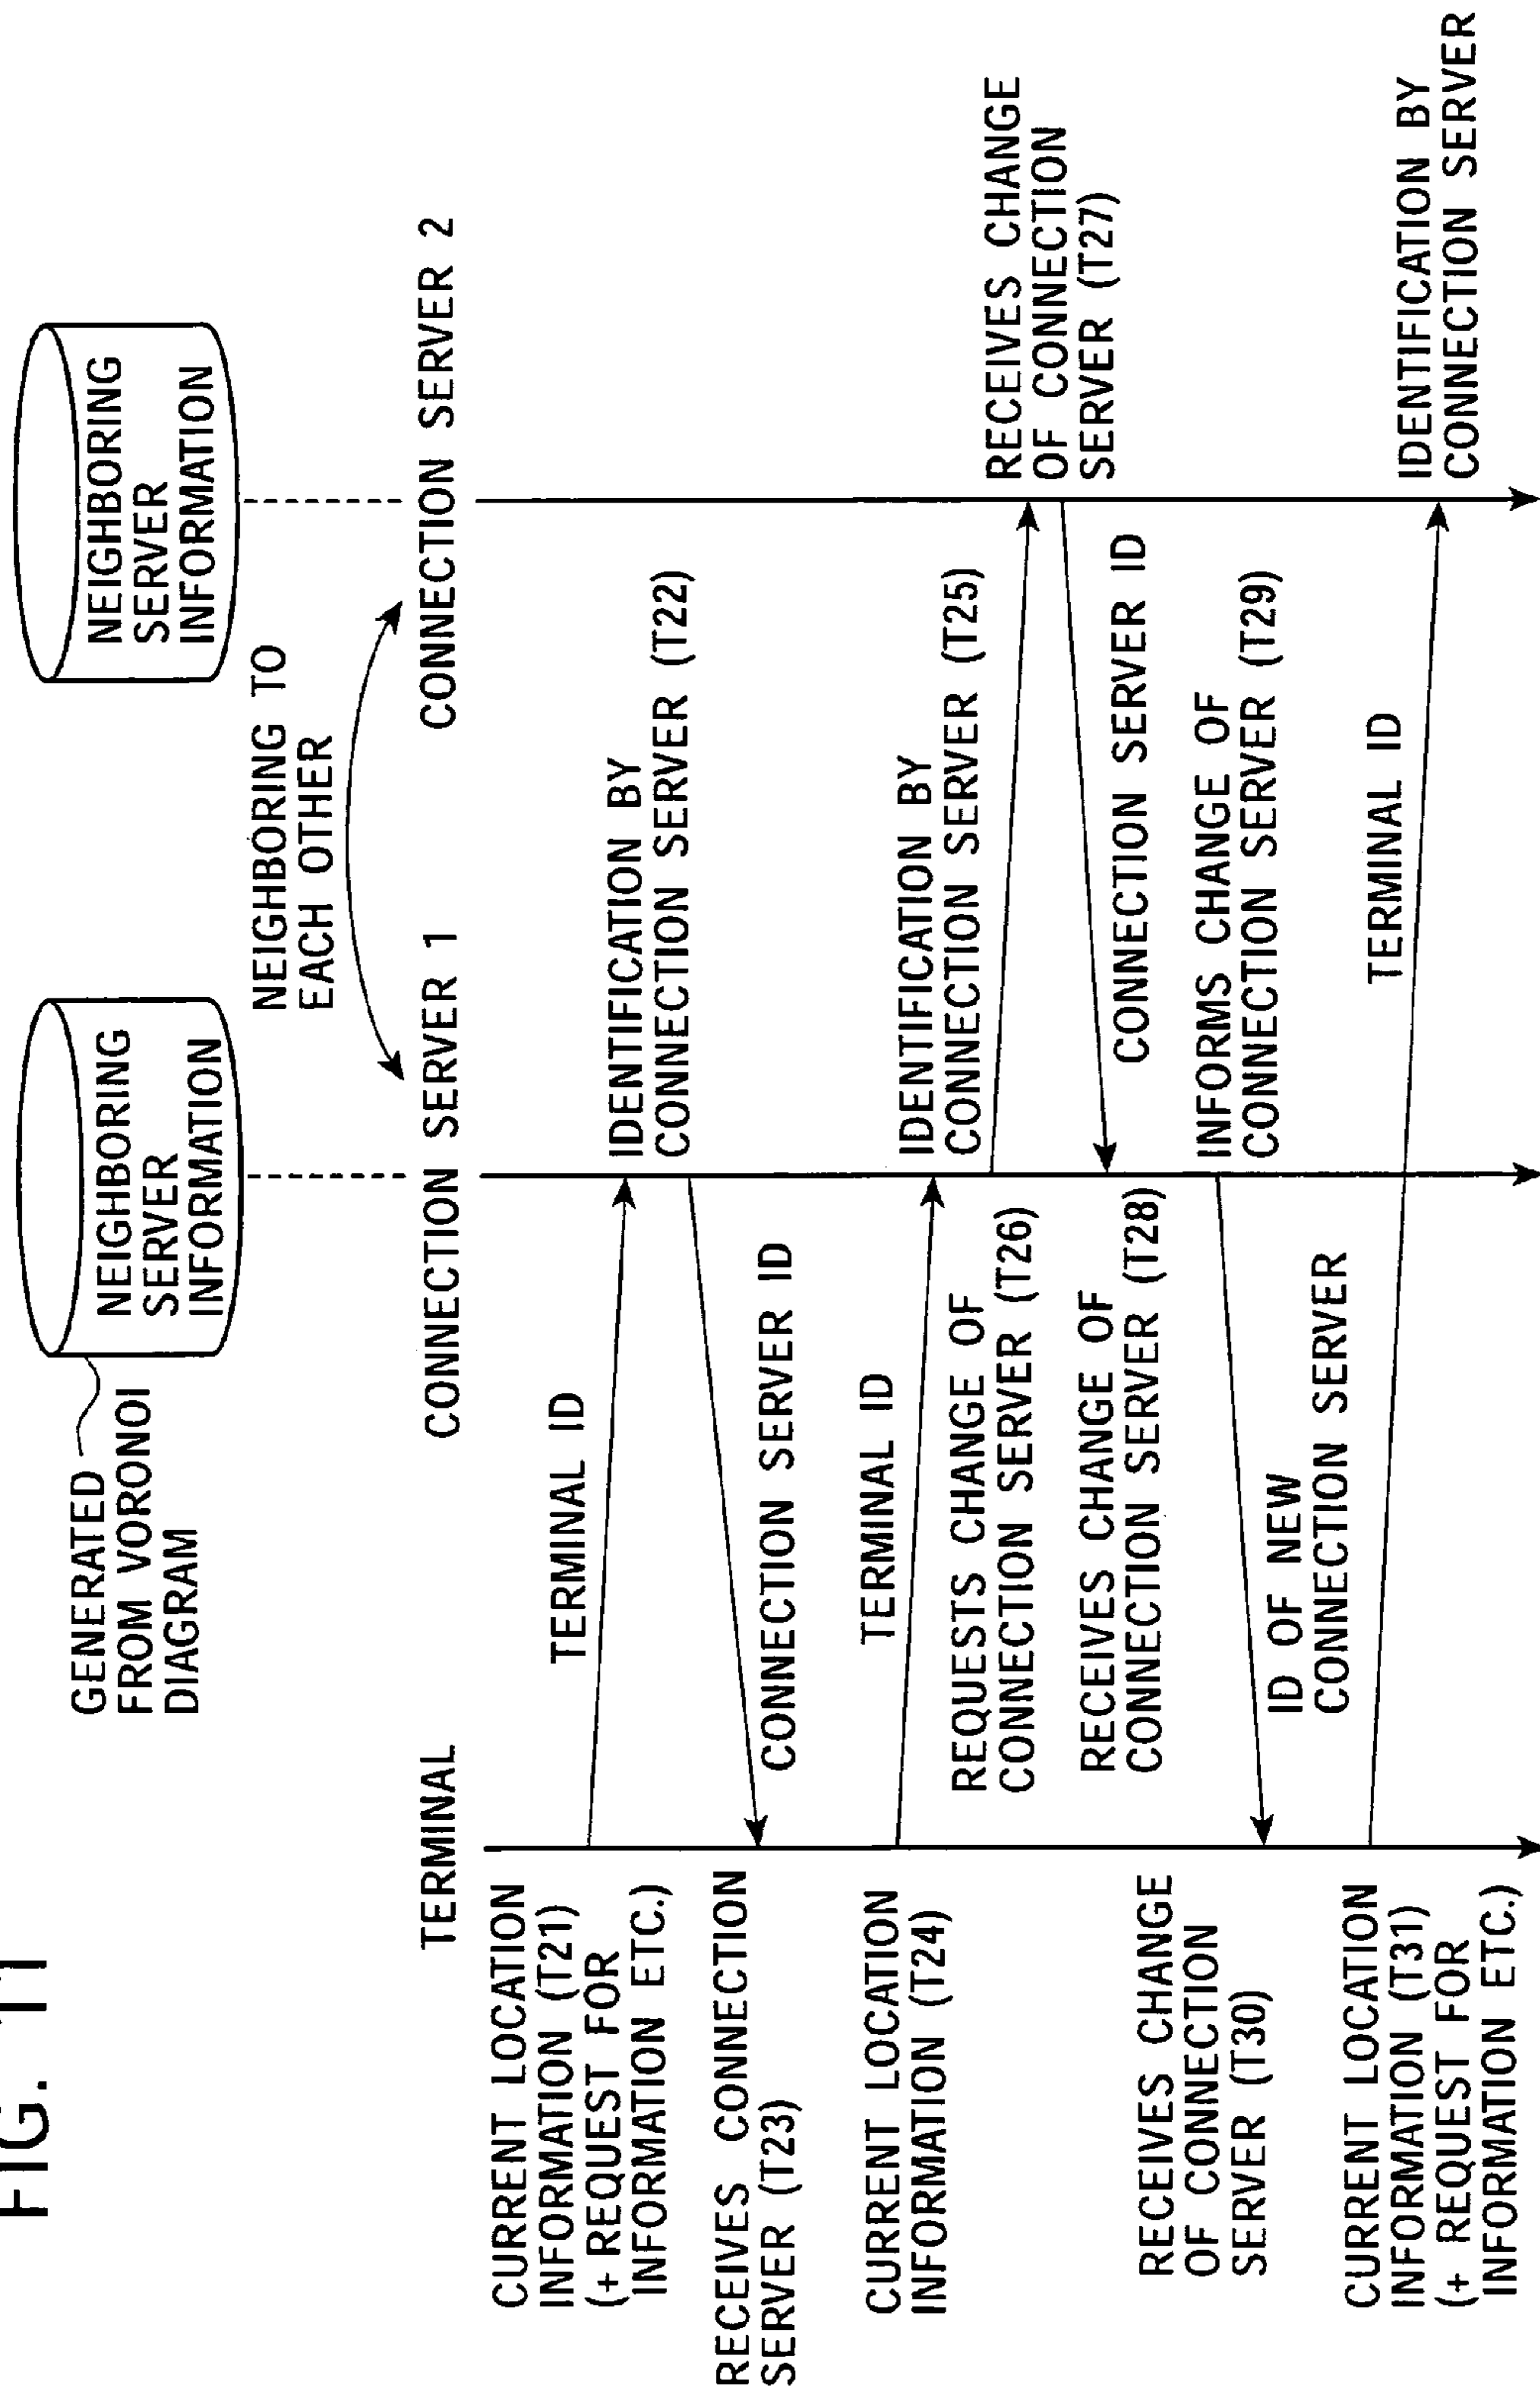 FIG. 11
GENERATED
FROM VORONOI
DIAGRAM
NEIGHBORING
SERVER
INFORMATION
NEIGHBORING
SERVER
INFORMATION
NEIGHBORING TO
EACH OTHER
TERMINAL
CONNECTION SERVER 1
CONNECTION SERVER 2
CURRENT LOCATION
INFORMATION (T21)
(+ REQUEST FOR
INFORMATION ETC.)
TERMINAL ID
IDENTIFICATION BY
CONNECTION SERVER (T22)
RECEIVES CONNECTION
SERVER (T23)
CONNECTION SERVER ID
CURRENT LOCATION
INFORMATION (T24)
TERMINAL ID
IDENTIFICATION BY
CONNECTION SERVER (T25)
REQUESTS CHANGE OF
CONNECTION SERVER (T26)
RECEIVES CHANGE
OF CONNECTION
SERVER (T27)
RECEIVES CHANGE OF
CONNECTION SERVER (T28)
CONNECTION SERVER ID
RECEIVES CHANGE
OF CONNECTION
SERVER (T30)
ID OF NEW
CONNECTION SERVER
INFORMS CHANGE OF
CONNECTION SERVER (T29)
CURRENT LOCATION
INFORMATION (T31)
(+ REQUEST FOR
INFORMATION ETC.)
TERMINAL ID
IDENTIFICATION BY
CONNECTION SERVER